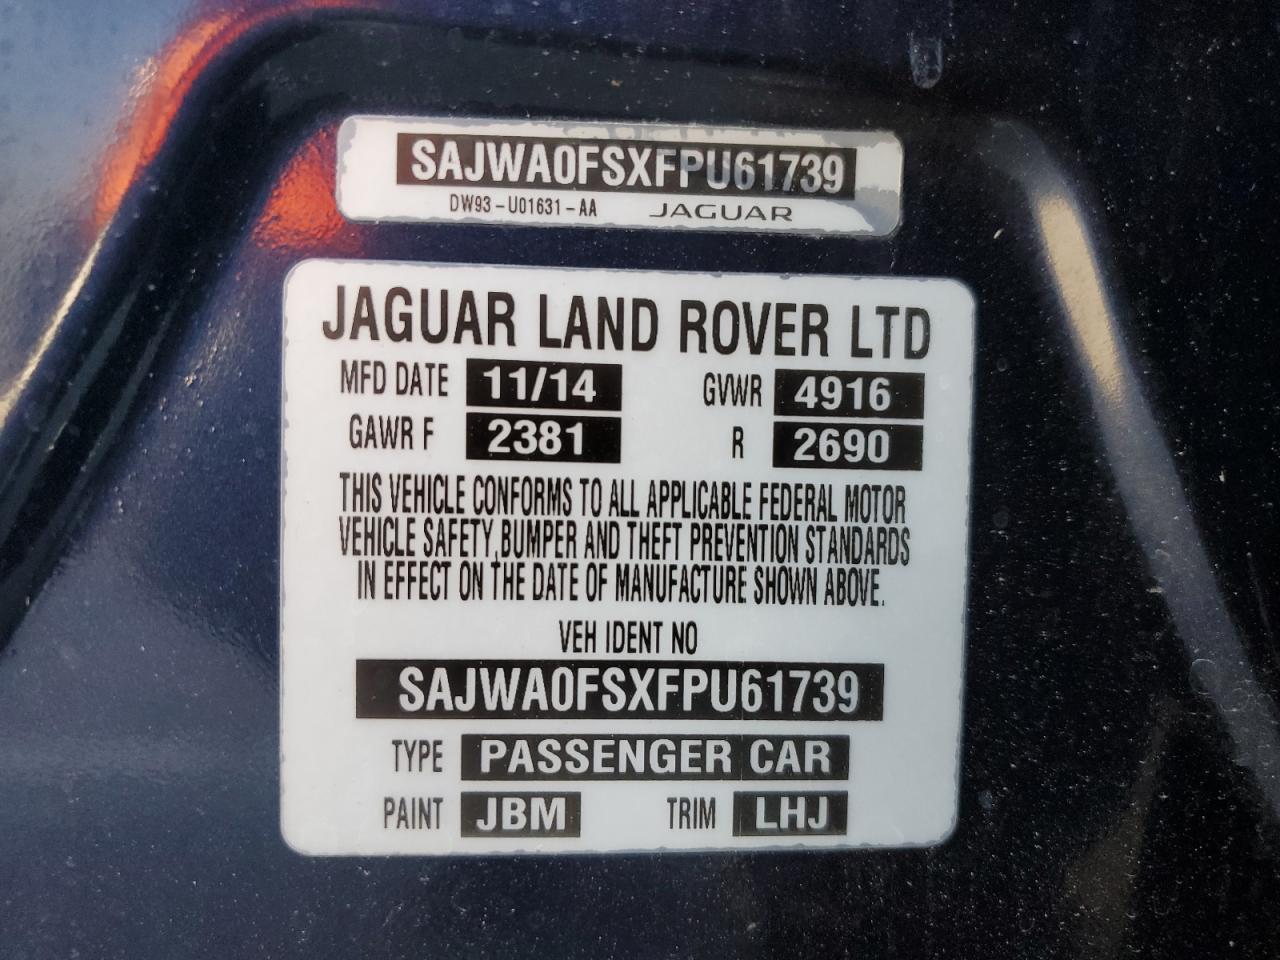 SAJWA0FSXFPU61739
DW93-U01631-AA JAGUAR
JAGUAR LAND ROVER LTD
MFD DATE 11/14 GVWR 4916
GAWR F 2381 R 2690
THIS VEHICLE CONFORMS TO ALL APPLICABLE FEDERAL MOTOR
VEHICLE SAFETY,BUMPER AND THEFT PREVENTION STANDARDS
IN EFFECT ON THE DATE OF MANUFACTURE SHOWN ABOVE.
VEH IDENT NO
SAJWA0FSXFPU61739
TYPE PASSENGER CAR
PAINT JBM TRIM LHJ